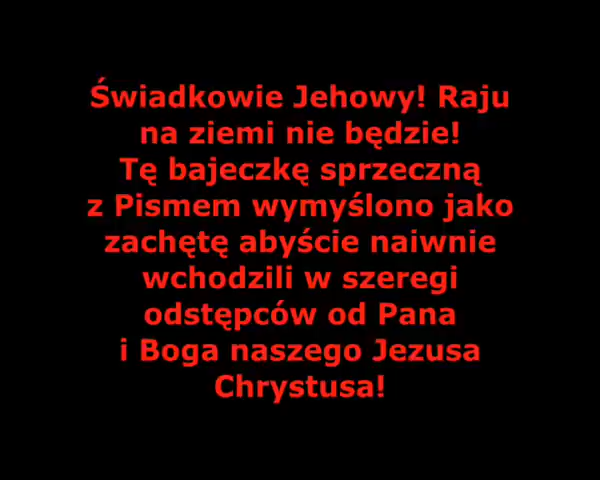 Świadkowie Jehowy! Raju
na ziemi nie będzie!
Tę bajeczkę sprzeczną
z Pismem wymyślono jako
zachętę abyście naiwnie
wchodzili w szeregi
odstępców od Pana
i Boga naszego Jezusa
Chrystusa!